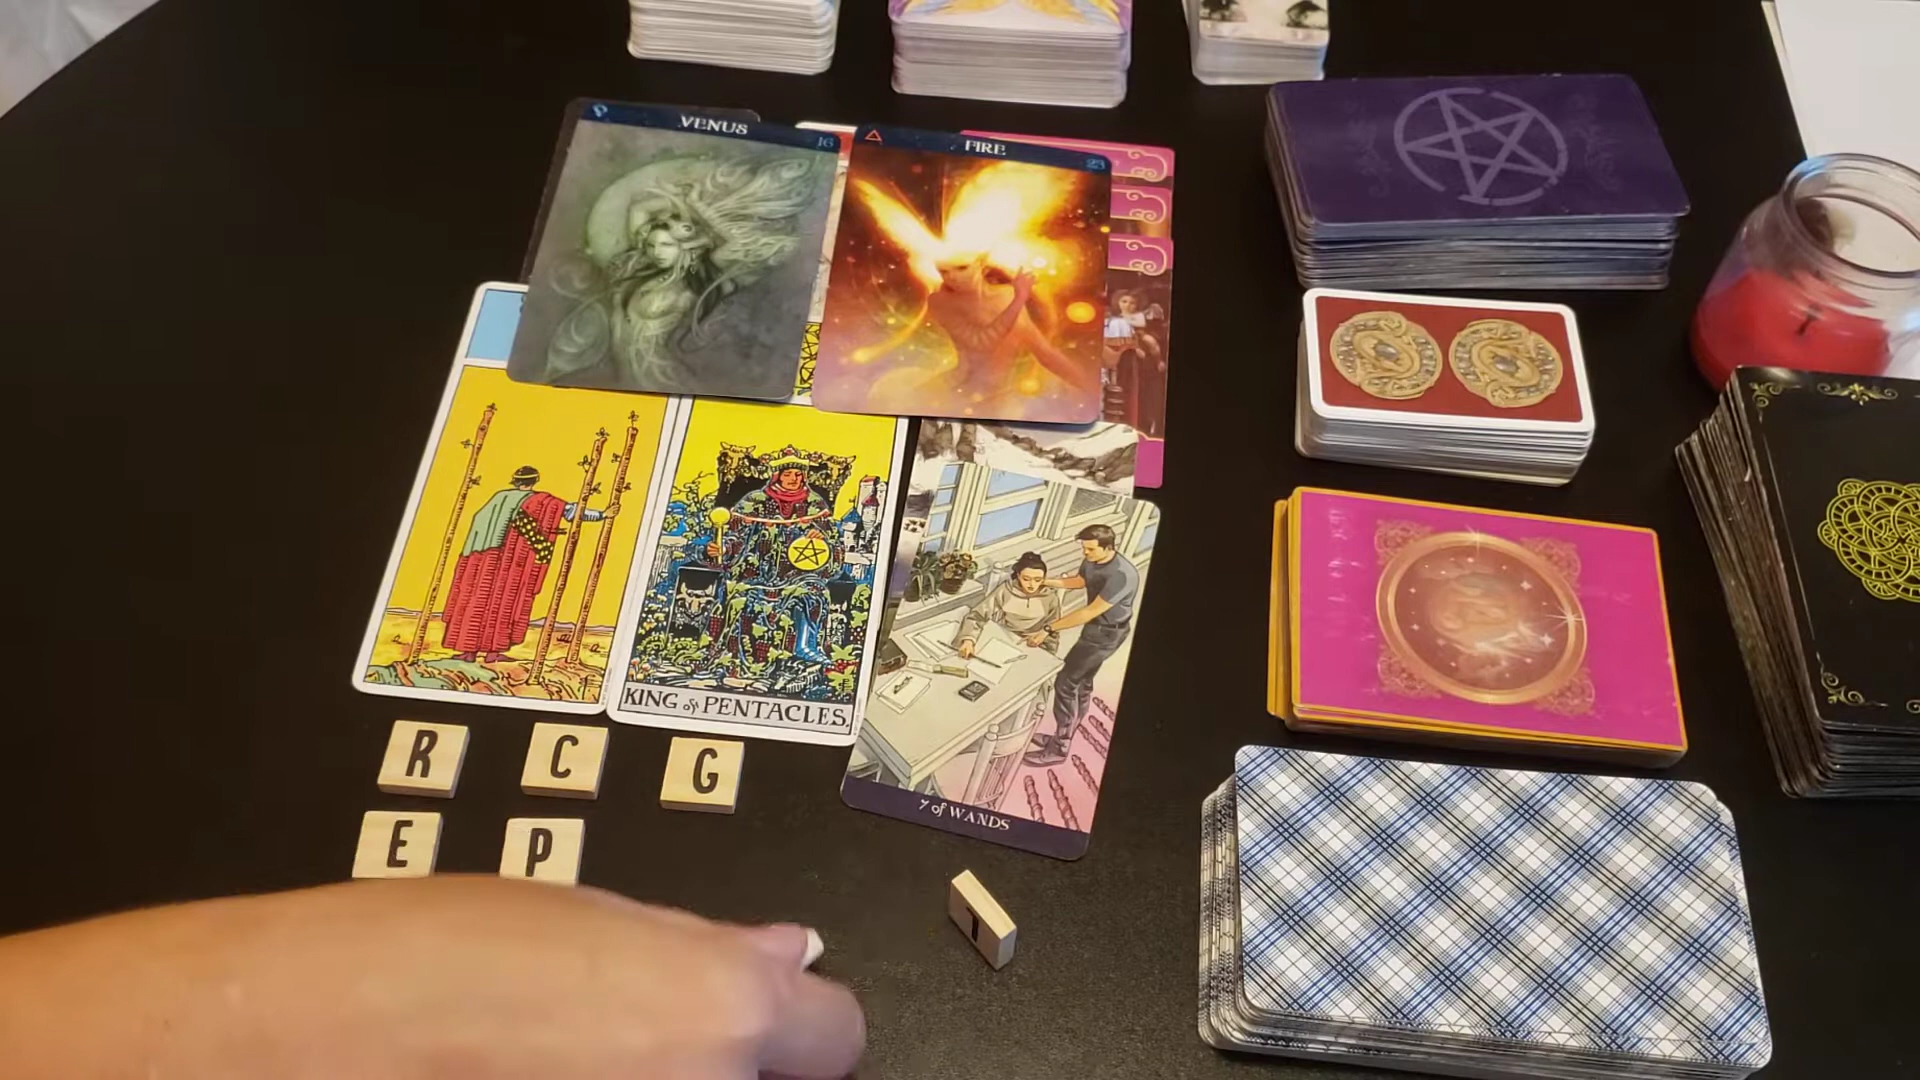 VENUS
16
FIRE
23
KING of PENTACLES.
7 of WANDS
R C G
E P